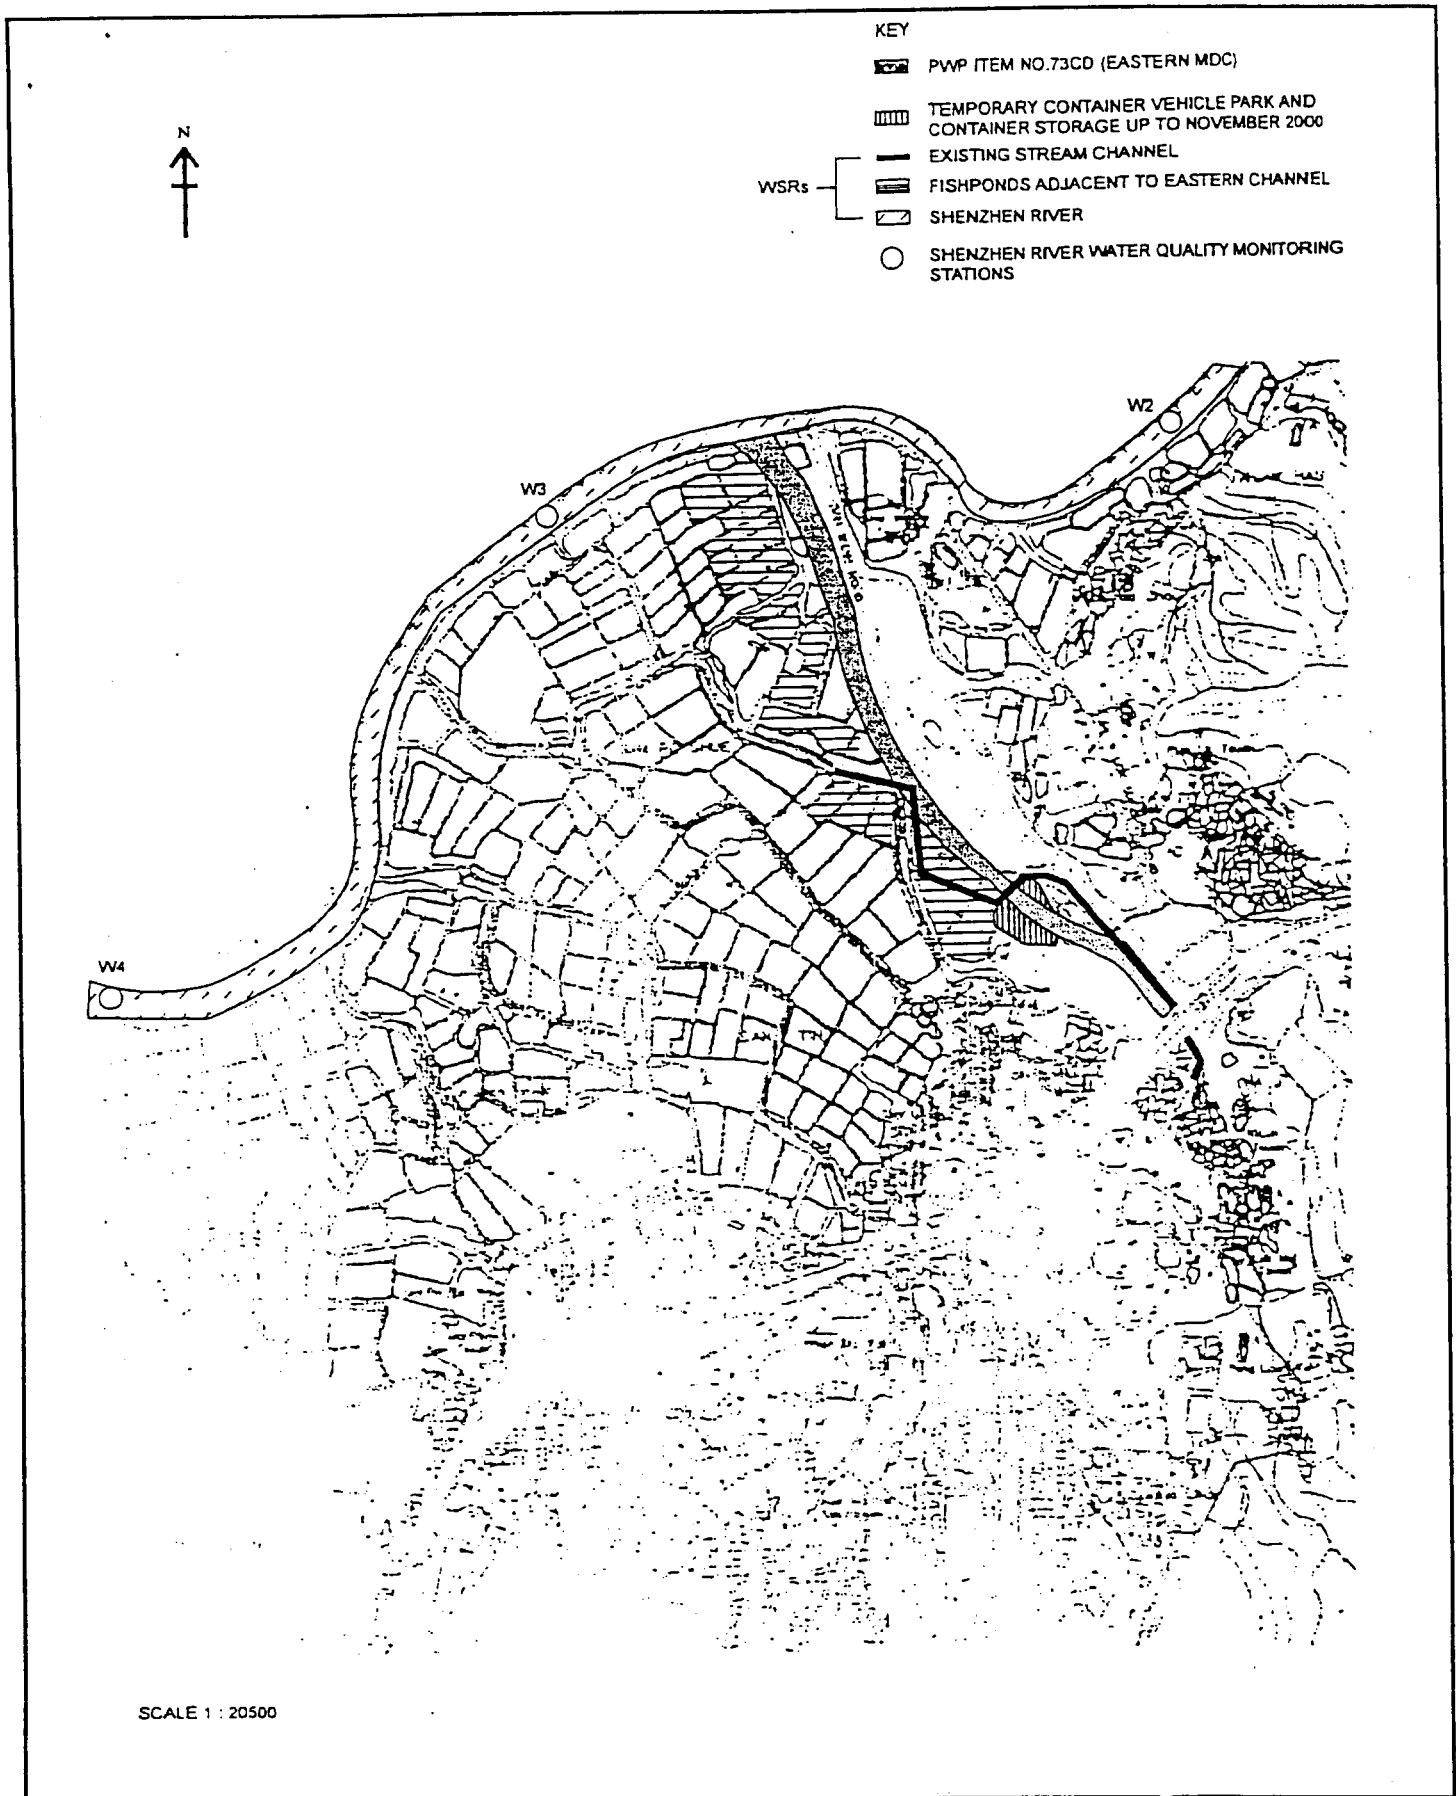 KEY
PWP ITEM NO.73CD (EASTERN MDC)
TEMPORARY CONTAINER VEHICLE PARK AND
CONTAINER STORAGE UP TO NOVEMBER 2000
EXISTING STREAM CHANNEL
WSRs
FISHPONDS ADJACENT TO EASTERN CHANNEL
SHENZHEN RIVER
SHENZHEN RIVER WATER QUALITY MONITORING
STATIONS
N
W2
W3
W4
SCALE 1 : 20500